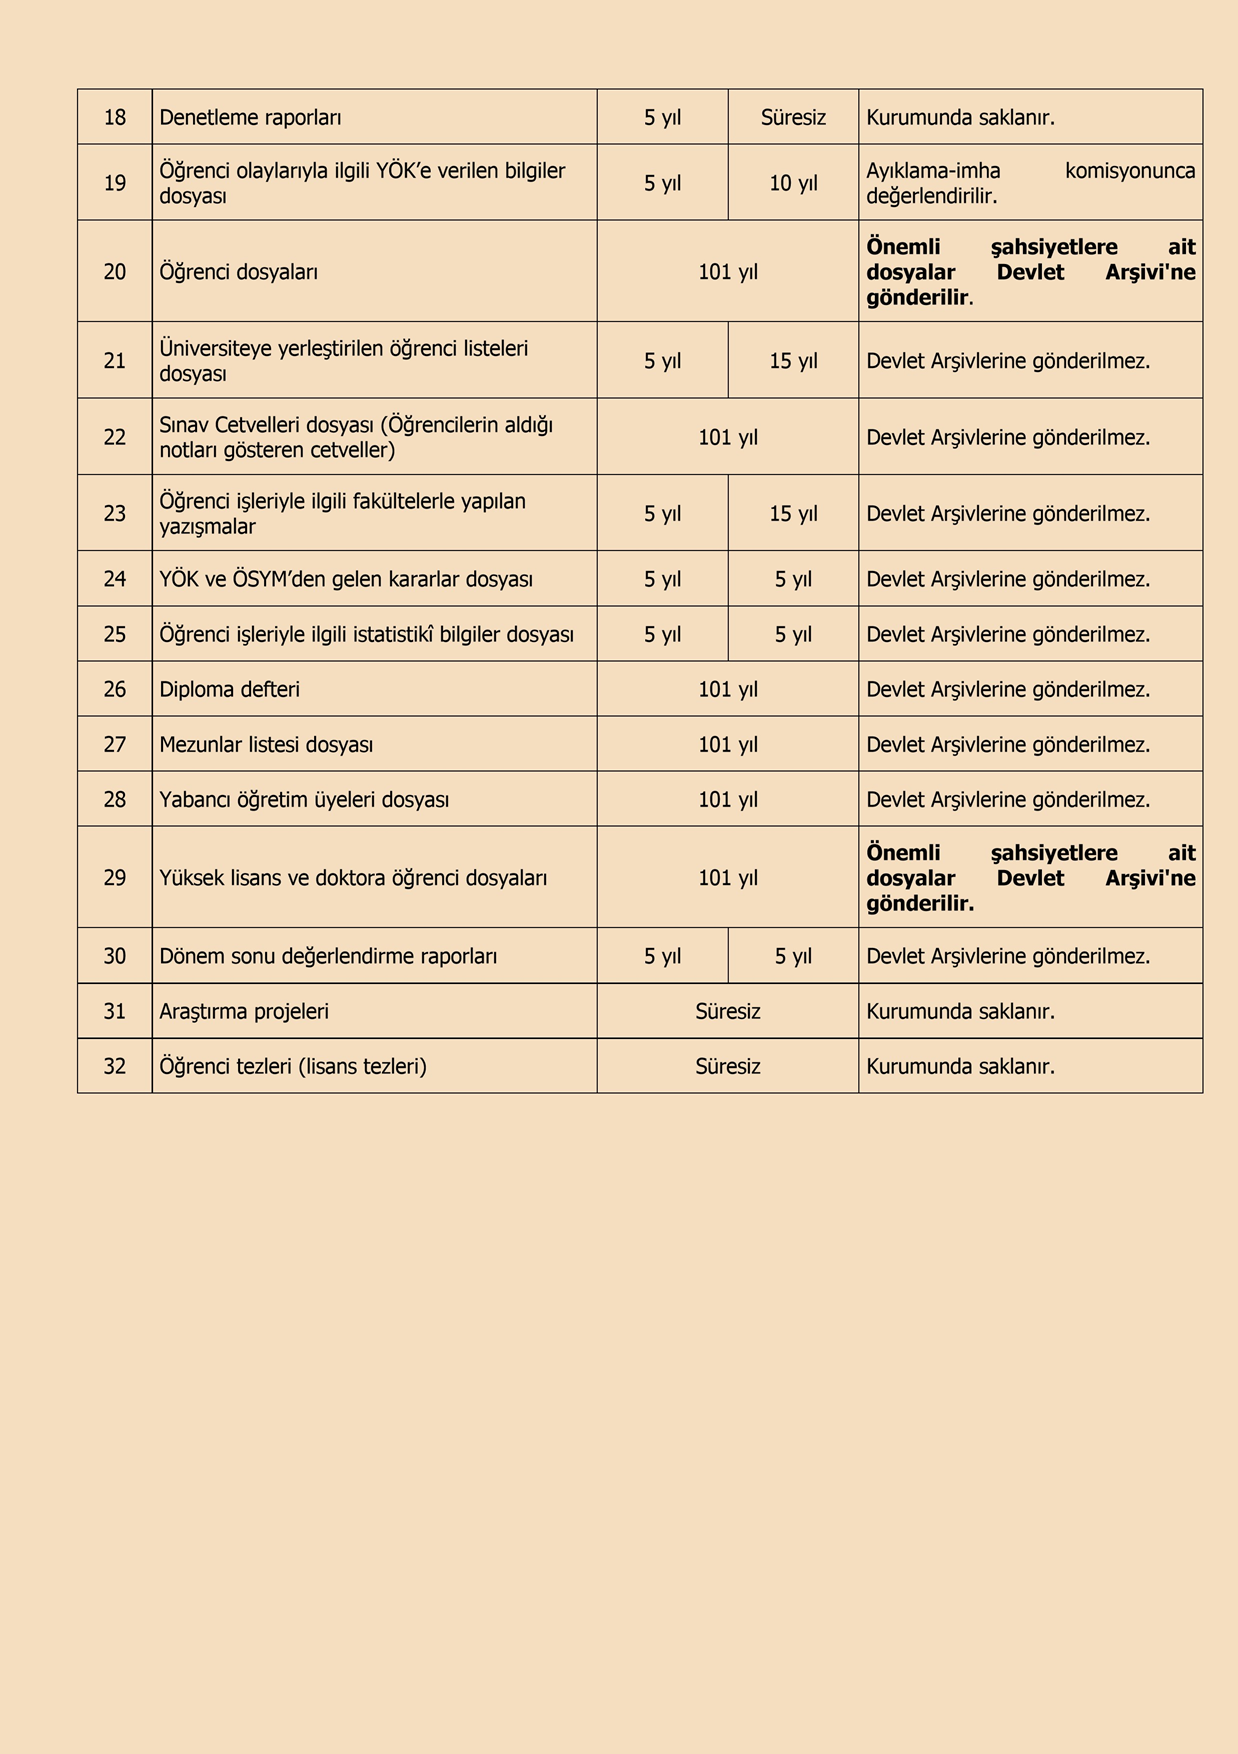 18 Denetleme raporları 5 yıl Süresiz Kurumunda saklanır.
19 Öğrenci olaylarıyla ilgili YÖK’e verilen bilgiler dosyası 5 yıl 10 yıl Ayıklama-imha komisyonunca değerlendirilir.
20 Öğrenci dosyaları 101 yıl Önemli şahsiyetlere ait dosyalar Devlet Arşivi'ne gönderilir.
21 Üniversiteye yerleştirilen öğrenci listeleri dosyası 5 yıl 15 yıl Devlet Arşivlerine gönderilmez.
22 Sınav Cetvelleri dosyası (Öğrencilerin aldığı notları gösteren cetveller) 101 yıl Devlet Arşivlerine gönderilmez.
23 Öğrenci işleriyle ilgili fakültelerle yapılan yazışmalar 5 yıl 15 yıl Devlet Arşivlerine gönderilmez.
24 YÖK ve ÖSYM’den gelen kararlar dosyası 5 yıl 5 yıl Devlet Arşivlerine gönderilmez.
25 Öğrenci işleriyle ilgili istatistikî bilgiler dosyası 5 yıl 5 yıl Devlet Arşivlerine gönderilmez.
26 Diploma defteri 101 yıl Devlet Arşivlerine gönderilmez.
27 Mezunlar listesi dosyası 101 yıl Devlet Arşivlerine gönderilmez.
28 Yabancı öğretim üyeleri dosyası 101 yıl Devlet Arşivlerine gönderilmez.
29 Yüksek lisans ve doktora öğrenci dosyaları 101 yıl Önemli şahsiyetlere ait dosyalar Devlet Arşivi'ne gönderilir.
30 Dönem sonu değerlendirme raporları 5 yıl 5 yıl Devlet Arşivlerine gönderilmez.
31 Araştırma projeleri Süresiz Kurumunda saklanır.
32 Öğrenci tezleri (lisans tezleri) Süresiz Kurumunda saklanır.